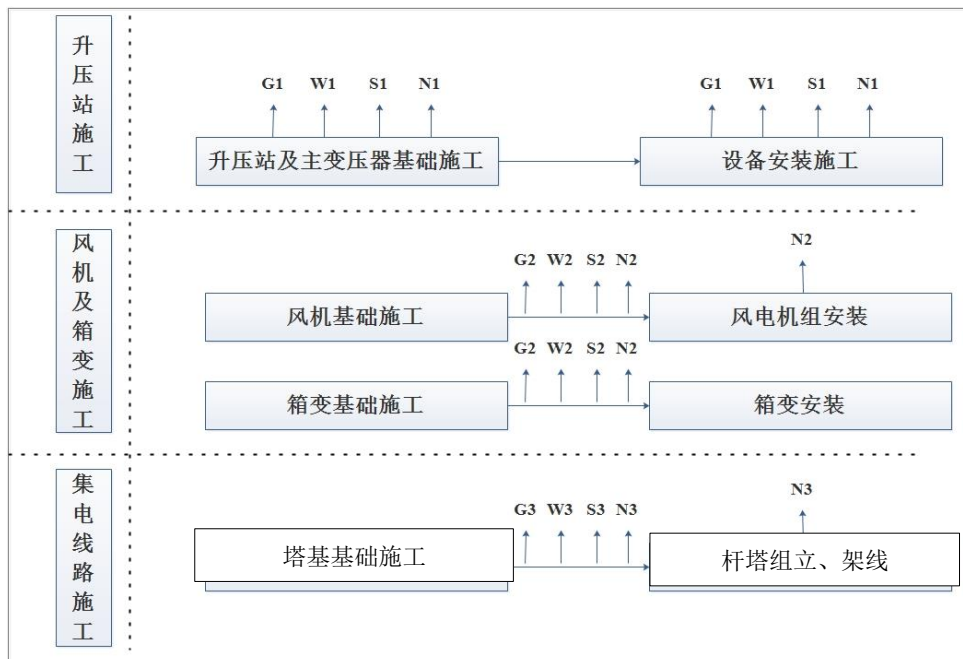 升压站施工
G1 W1 S1 N1
G1 W1 S1 N1
升压站及主变压器基础施工
设备安装施工
风机及箱变施工
N2
G2 W2 S2 N2
风机基础施工
风电机组安装
G2 W2 S2 N2
箱变基础施工
箱变安装
集电线路施工
N3
G3 W3 S3 N3
塔基基础施工
杆塔组立、架线